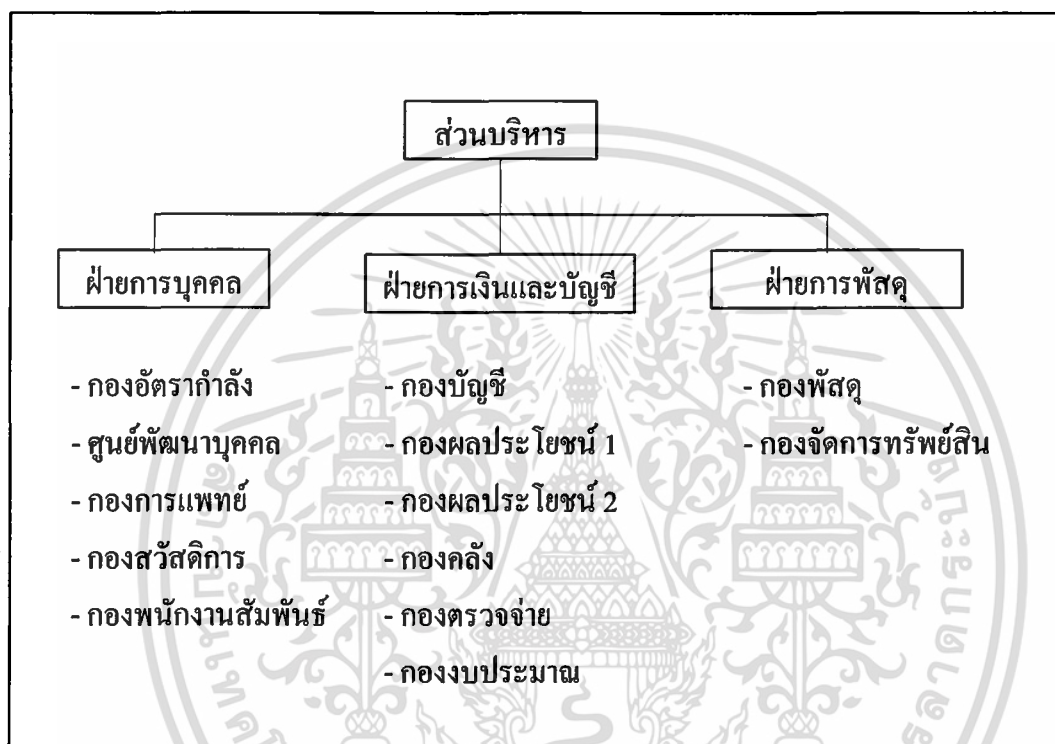 ส่วนบริหาร
ฝ่ายการบุคคล
- กองอัตรากำลัง
- ศูนย์พัฒนาบุคคล
- กองการแพทย์
- กองสวัสดิการ
- กองพนักงานสัมพันธ์
ฝ่ายการเงินและบัญชี
- กองบัญชี
- กองผลประโยชน์ 1
- กองผลประโยชน์ 2
- กองคลัง
- กองตรวจจ่าย
- กองงบประมาณ
ฝ่ายการพัสดุ
- กองพัสดุ
- กองจัดการทรัพย์สิน